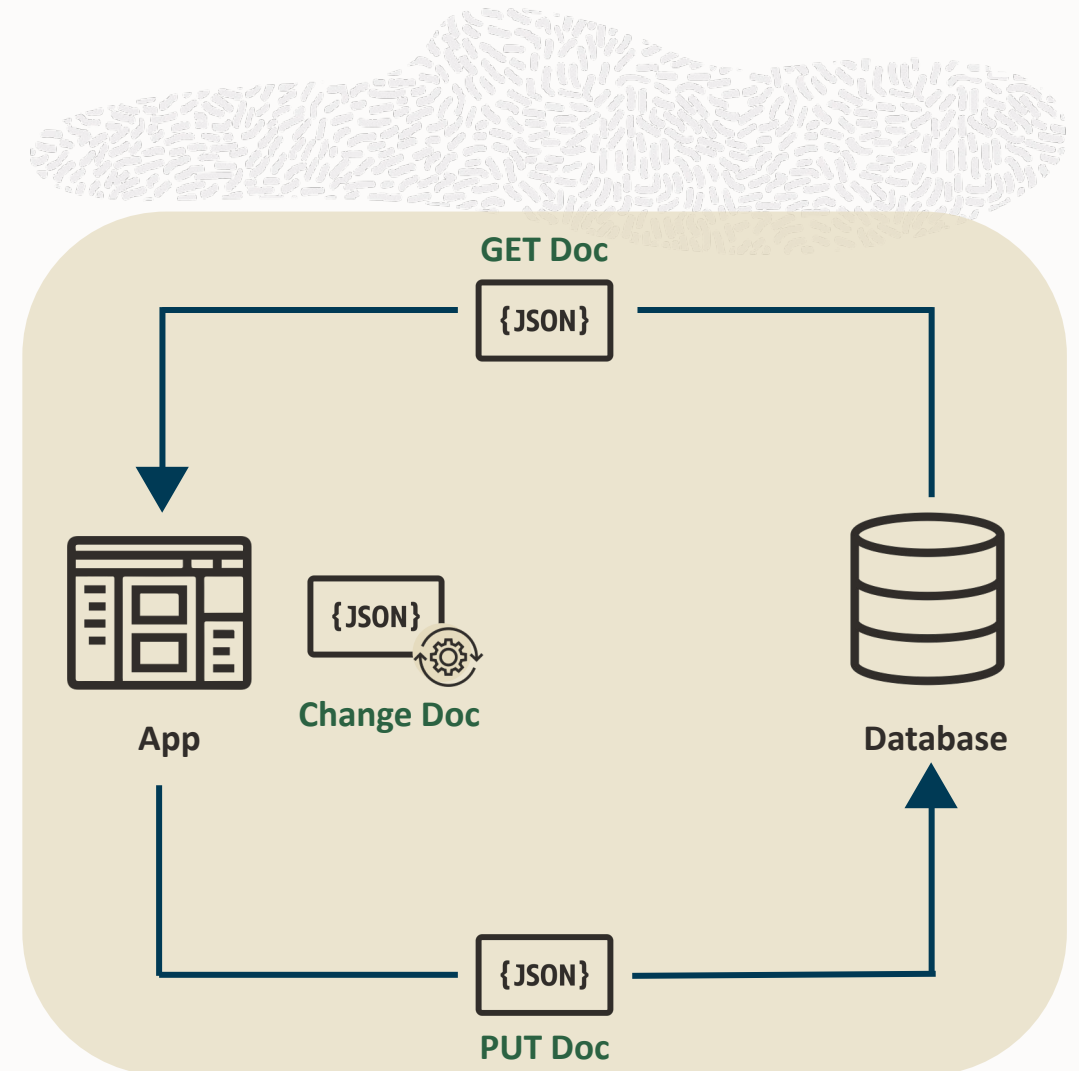 GET Doc
{JSON}
{JSON}
Change Doc
App
Database
{JSON}
PUT Doc